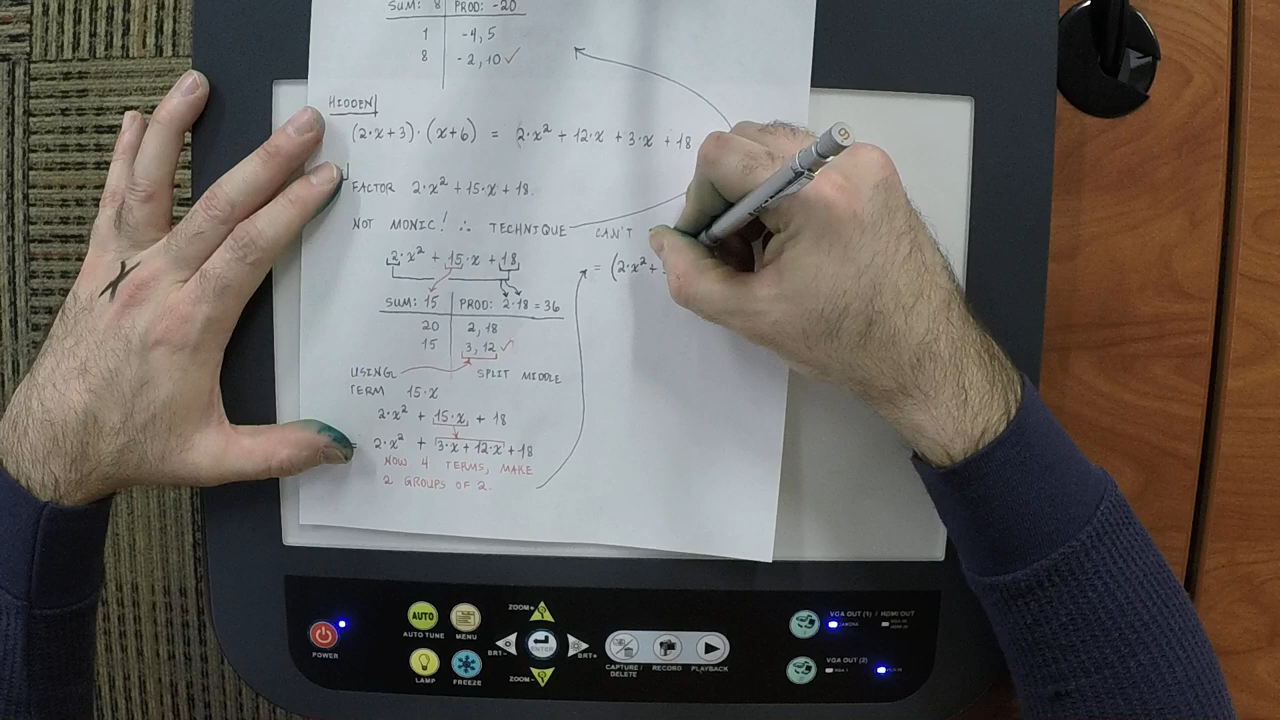 SUM: 8 | PROD: -20
1 | -4, 5
8 | -2, 10 ✓
HIDDEN
(2·x+3)·(x+6) = 2·x² + 12·x + 3·x + 18
FACTOR 2·x² + 15·x + 18.
NOT MONIC! ∴ TECHNIQUE CAN'T
2·x² + 15·x + 18
SUM: 15 | PROD: 2·18 = 36
20 | 2, 18
15 | 3, 12 ✓
USING SPLIT MIDDLE
TERM 15·x
2·x² + 15·x + 18
= 2·x² + 3·x + 12·x + 18
NOW 4 TERMS, MAKE
2 GROUPS OF 2.
= (2·x² +
POWER
AUTO
AUTO TUNE
MENU
LAMP
FREEZE
ZOOM+
BRT-
ENTER
BRT+
ZOOM-
CAPTURE / DELETE
RECORD
PLAYBACK
VGA OUT (1) / HDMI OUT
VGA OUT (2)